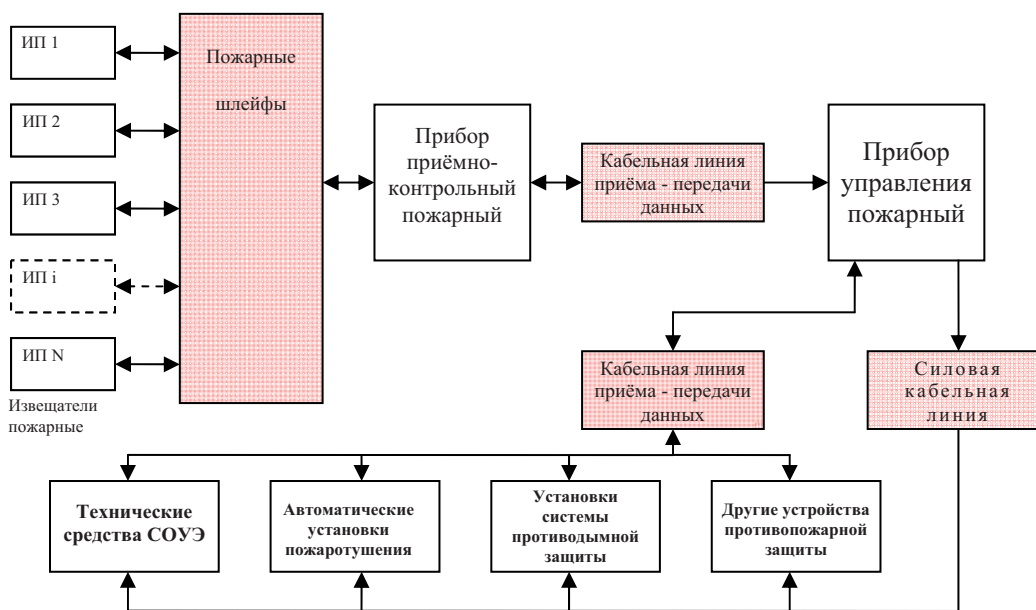 ИП 1
ИП 2
ИП 3
ИП i
ИП N
Извещатели
пожарные
Пожарные
шлейфы
Прибор
приёмно-
контрольный
пожарный
Кабельная линия
приёма - передачи
данных
Прибор
управления
пожарный
Кабельная линия
приёма - передачи
данных
Силовая
кабельная
линия
Технические
средства СОУЭ
Автоматические
установки
пожаротушения
Установки
системы
противодымной
защиты
Другие устройства
противопожарной
защиты